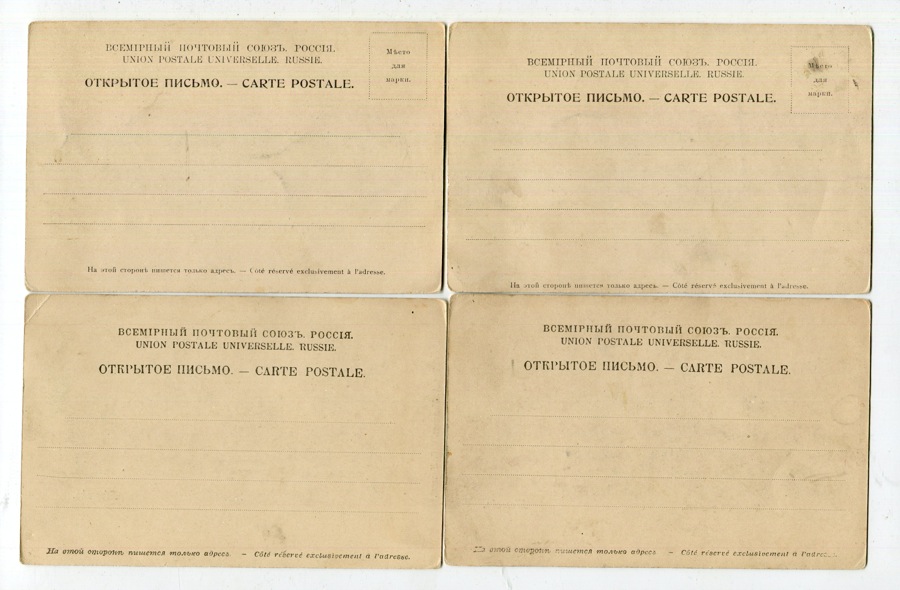 ВСЕМІРНЫЙ ПОЧТОВЫЙ СОЮЗЪ. РОССІЯ.
UNION POSTALE UNIVERSELLE. RUSSIE.
ОТКРЫТОЕ ПИСЬМО. — CARTE POSTALE.
Мѣсто
для
марки.
На этой сторонѣ пишется только адресъ. — Côté réservé exclusivement à l'adresse.
ВСЕМІРНЫЙ ПОЧТОВЫЙ СОЮЗЪ. РОССІЯ.
UNION POSTALE UNIVERSELLE. RUSSIE.
ОТКРЫТОЕ ПИСЬМО. — CARTE POSTALE.
Мѣсто
для
марки.
На этой сторонѣ пишется только адресъ. — Côté réservé exclusivement à l'adresse.
ВСЕМІРНЫЙ ПОЧТОВЫЙ СОЮЗЪ. РОССІЯ.
UNION POSTALE UNIVERSELLE. RUSSIE.
ОТКРЫТОЕ ПИСЬМО. — CARTE POSTALE.
На этой сторонѣ пишется только адресъ. – Côté réservé exclusivement à l'adresse.
ВСЕМІРНЫЙ ПОЧТОВЫЙ СОЮЗЪ. РОССІЯ.
UNION POSTALE UNIVERSELLE. RUSSIE.
ОТКРЫТОЕ ПИСЬМО. — CARTE POSTALE.
На этой сторонѣ пишется только адресъ. – Côté réservé exclusivement à l'adresse.